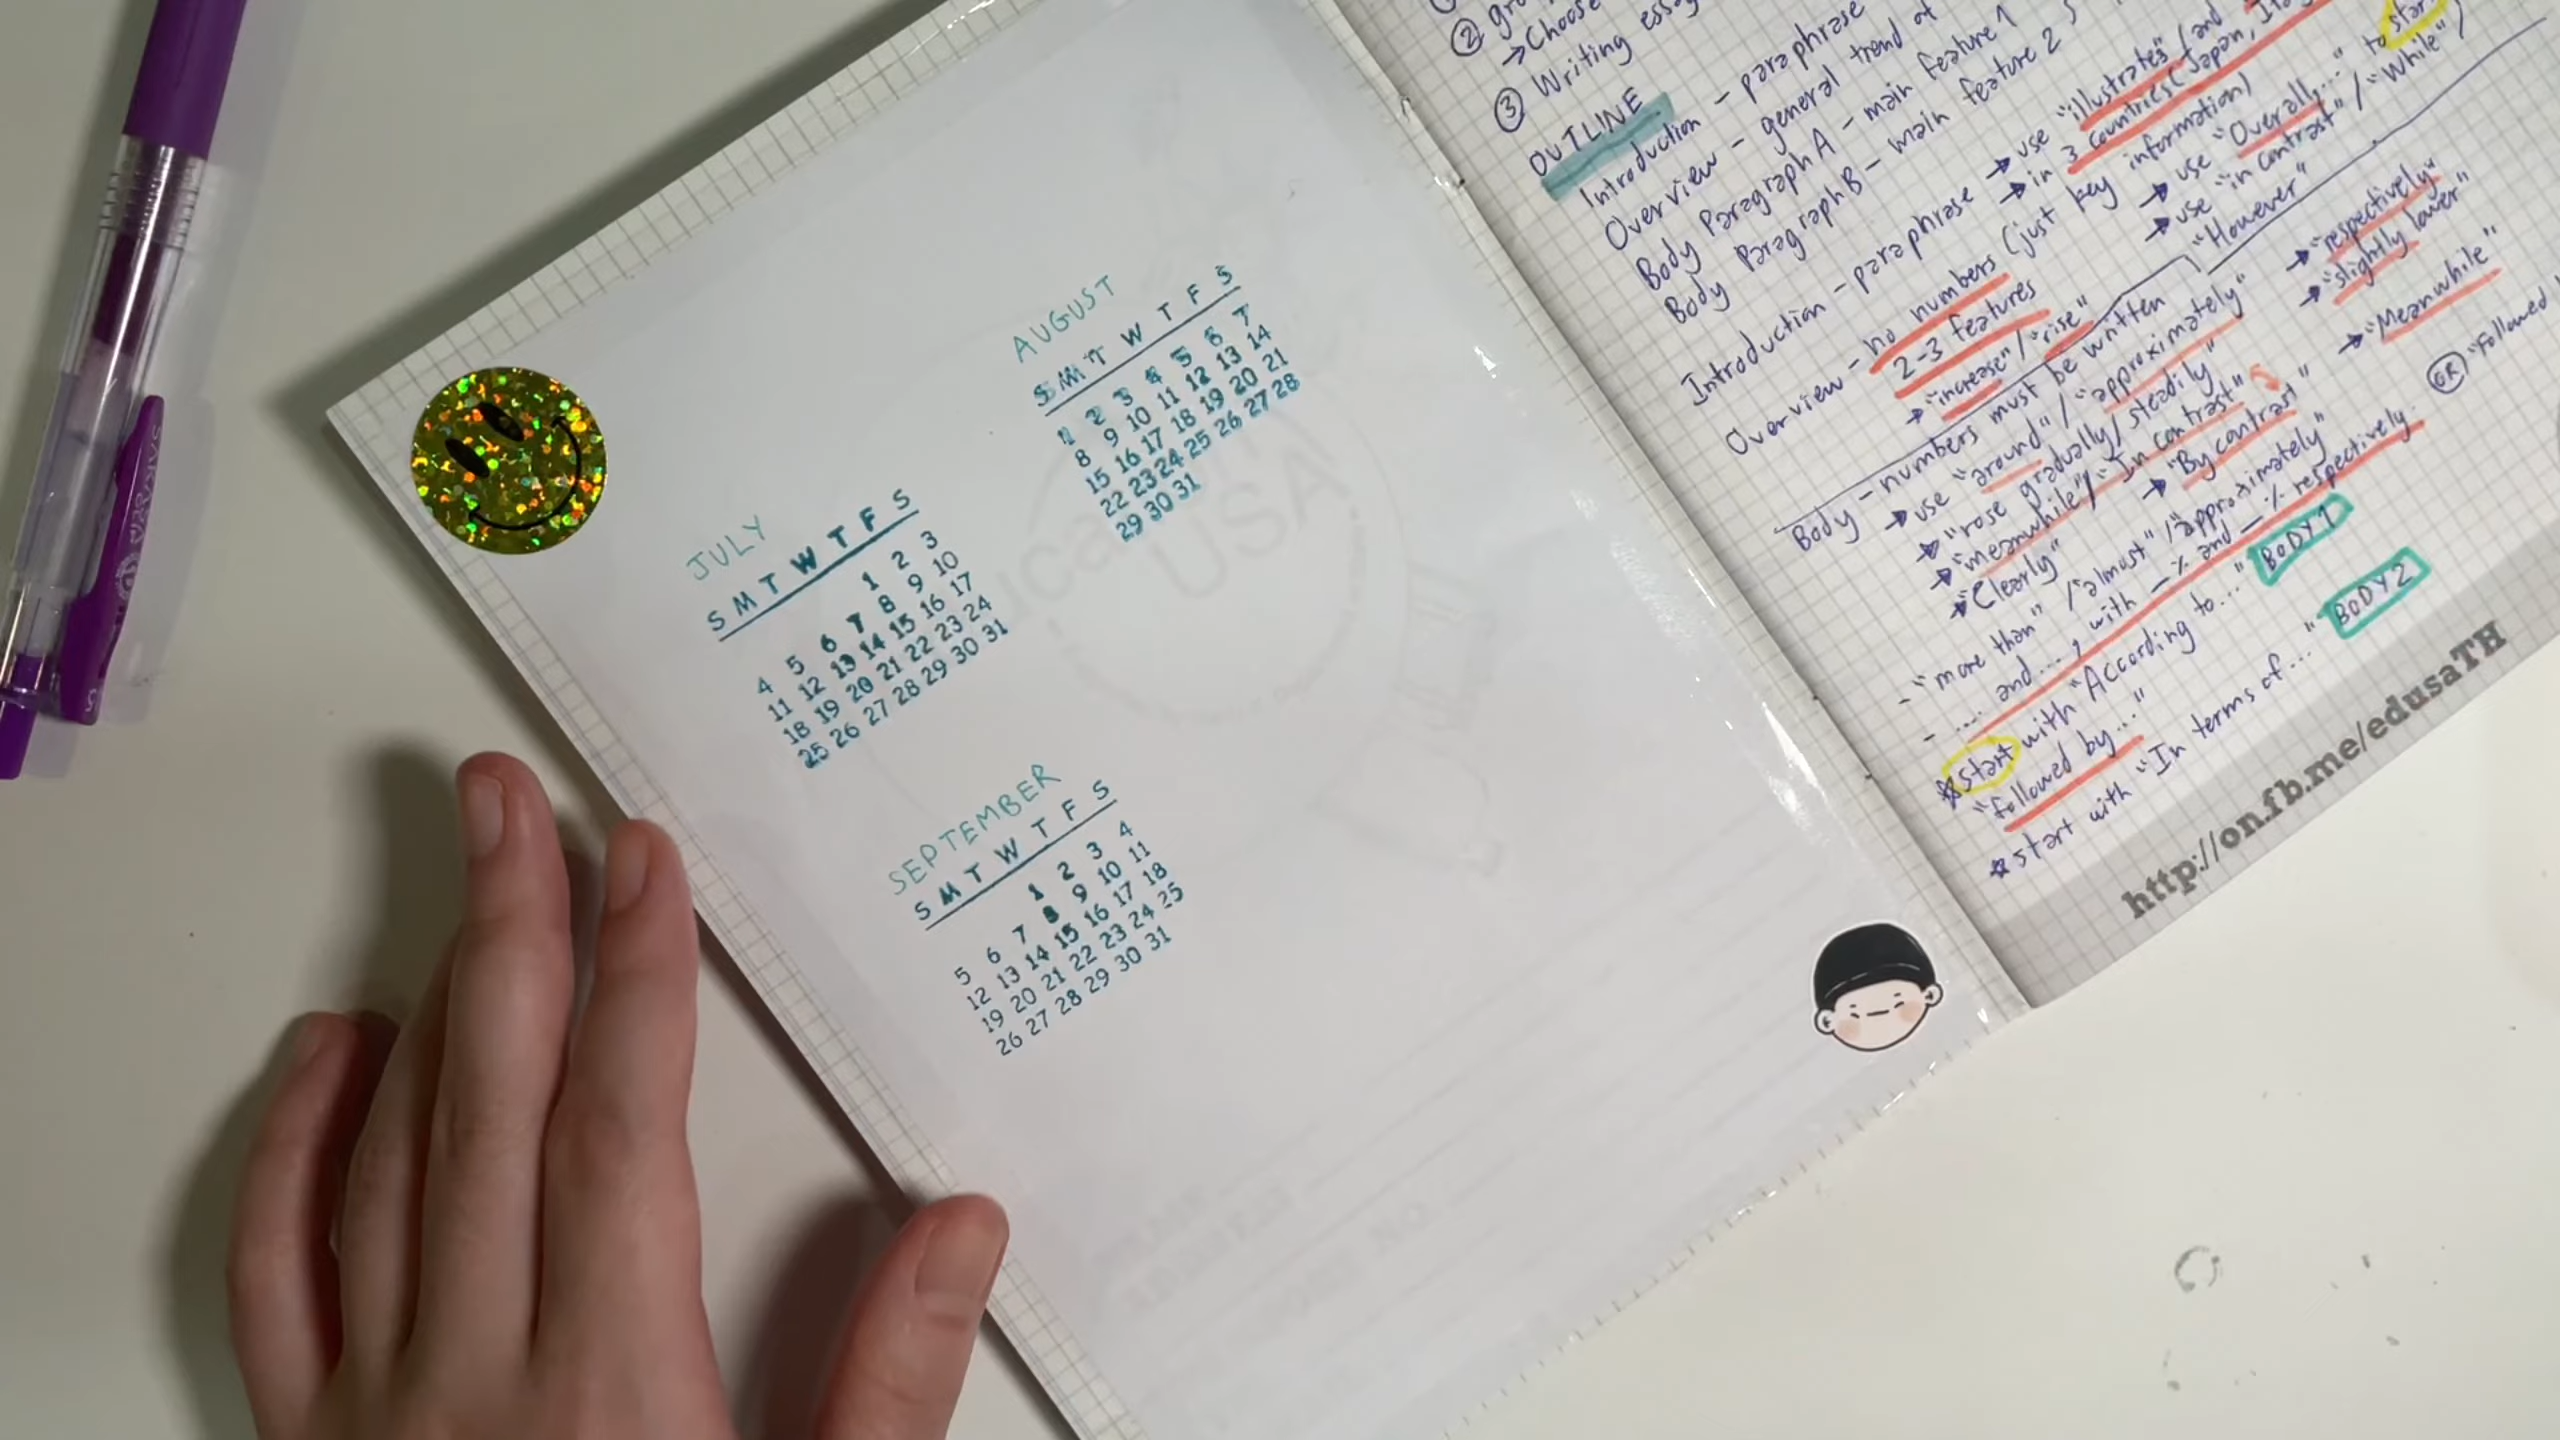 AUGUST
S M T W T F S
1 2 3 4 5 6 7
8 9 10 11 12 13 14
15 16 17 18 19 20 21
22 23 24 25 26 27 28
29 30 31
JULY
S M T W T F S
1 2 3
4 5 6 7 8 9 10
11 12 13 14 15 16 17
18 19 20 21 22 23 24
25 26 27 28 29 30 31
SEPTEMBER
S M T W T F S
1 2 3 4
5 6 7 8 9 10 11
12 13 14 15 16 17 18
19 20 21 22 23 24 25
26 27 28 29 30 31
USA
②
→ Choose
③ Writing essay
OUTLINE
Introduction - paraphrase
Overview - general trend of
Body Paragraph A - main feature 1
Body Paragraph B - main feature 2
Introduction - paraphrase → use "illustrates" (and
→ in 3 countries (Japan,
Overview - no numbers (just key information)
2-3 features → use "Overall,..." to start
→ "increase" / "rise" → use "in contrast" / "While" /
"However"
Body - numbers must be written
→ use "around" / "approximately" → "respectively"
→ "rose gradually / steadily" → "slightly lower"
→ "meanwhile" / "In contrast" → "Meanwhile"
→ "Clearly" → "By contrast" OR "Followed
- "more than" / "almost" / "approximately"
- .... and..., with _% and _% respectively.
☆ start with "According to..." BODY 1
"followed by..."
☆ start with "In terms of..." BODY 2
http://on.fb.me/edusaTH